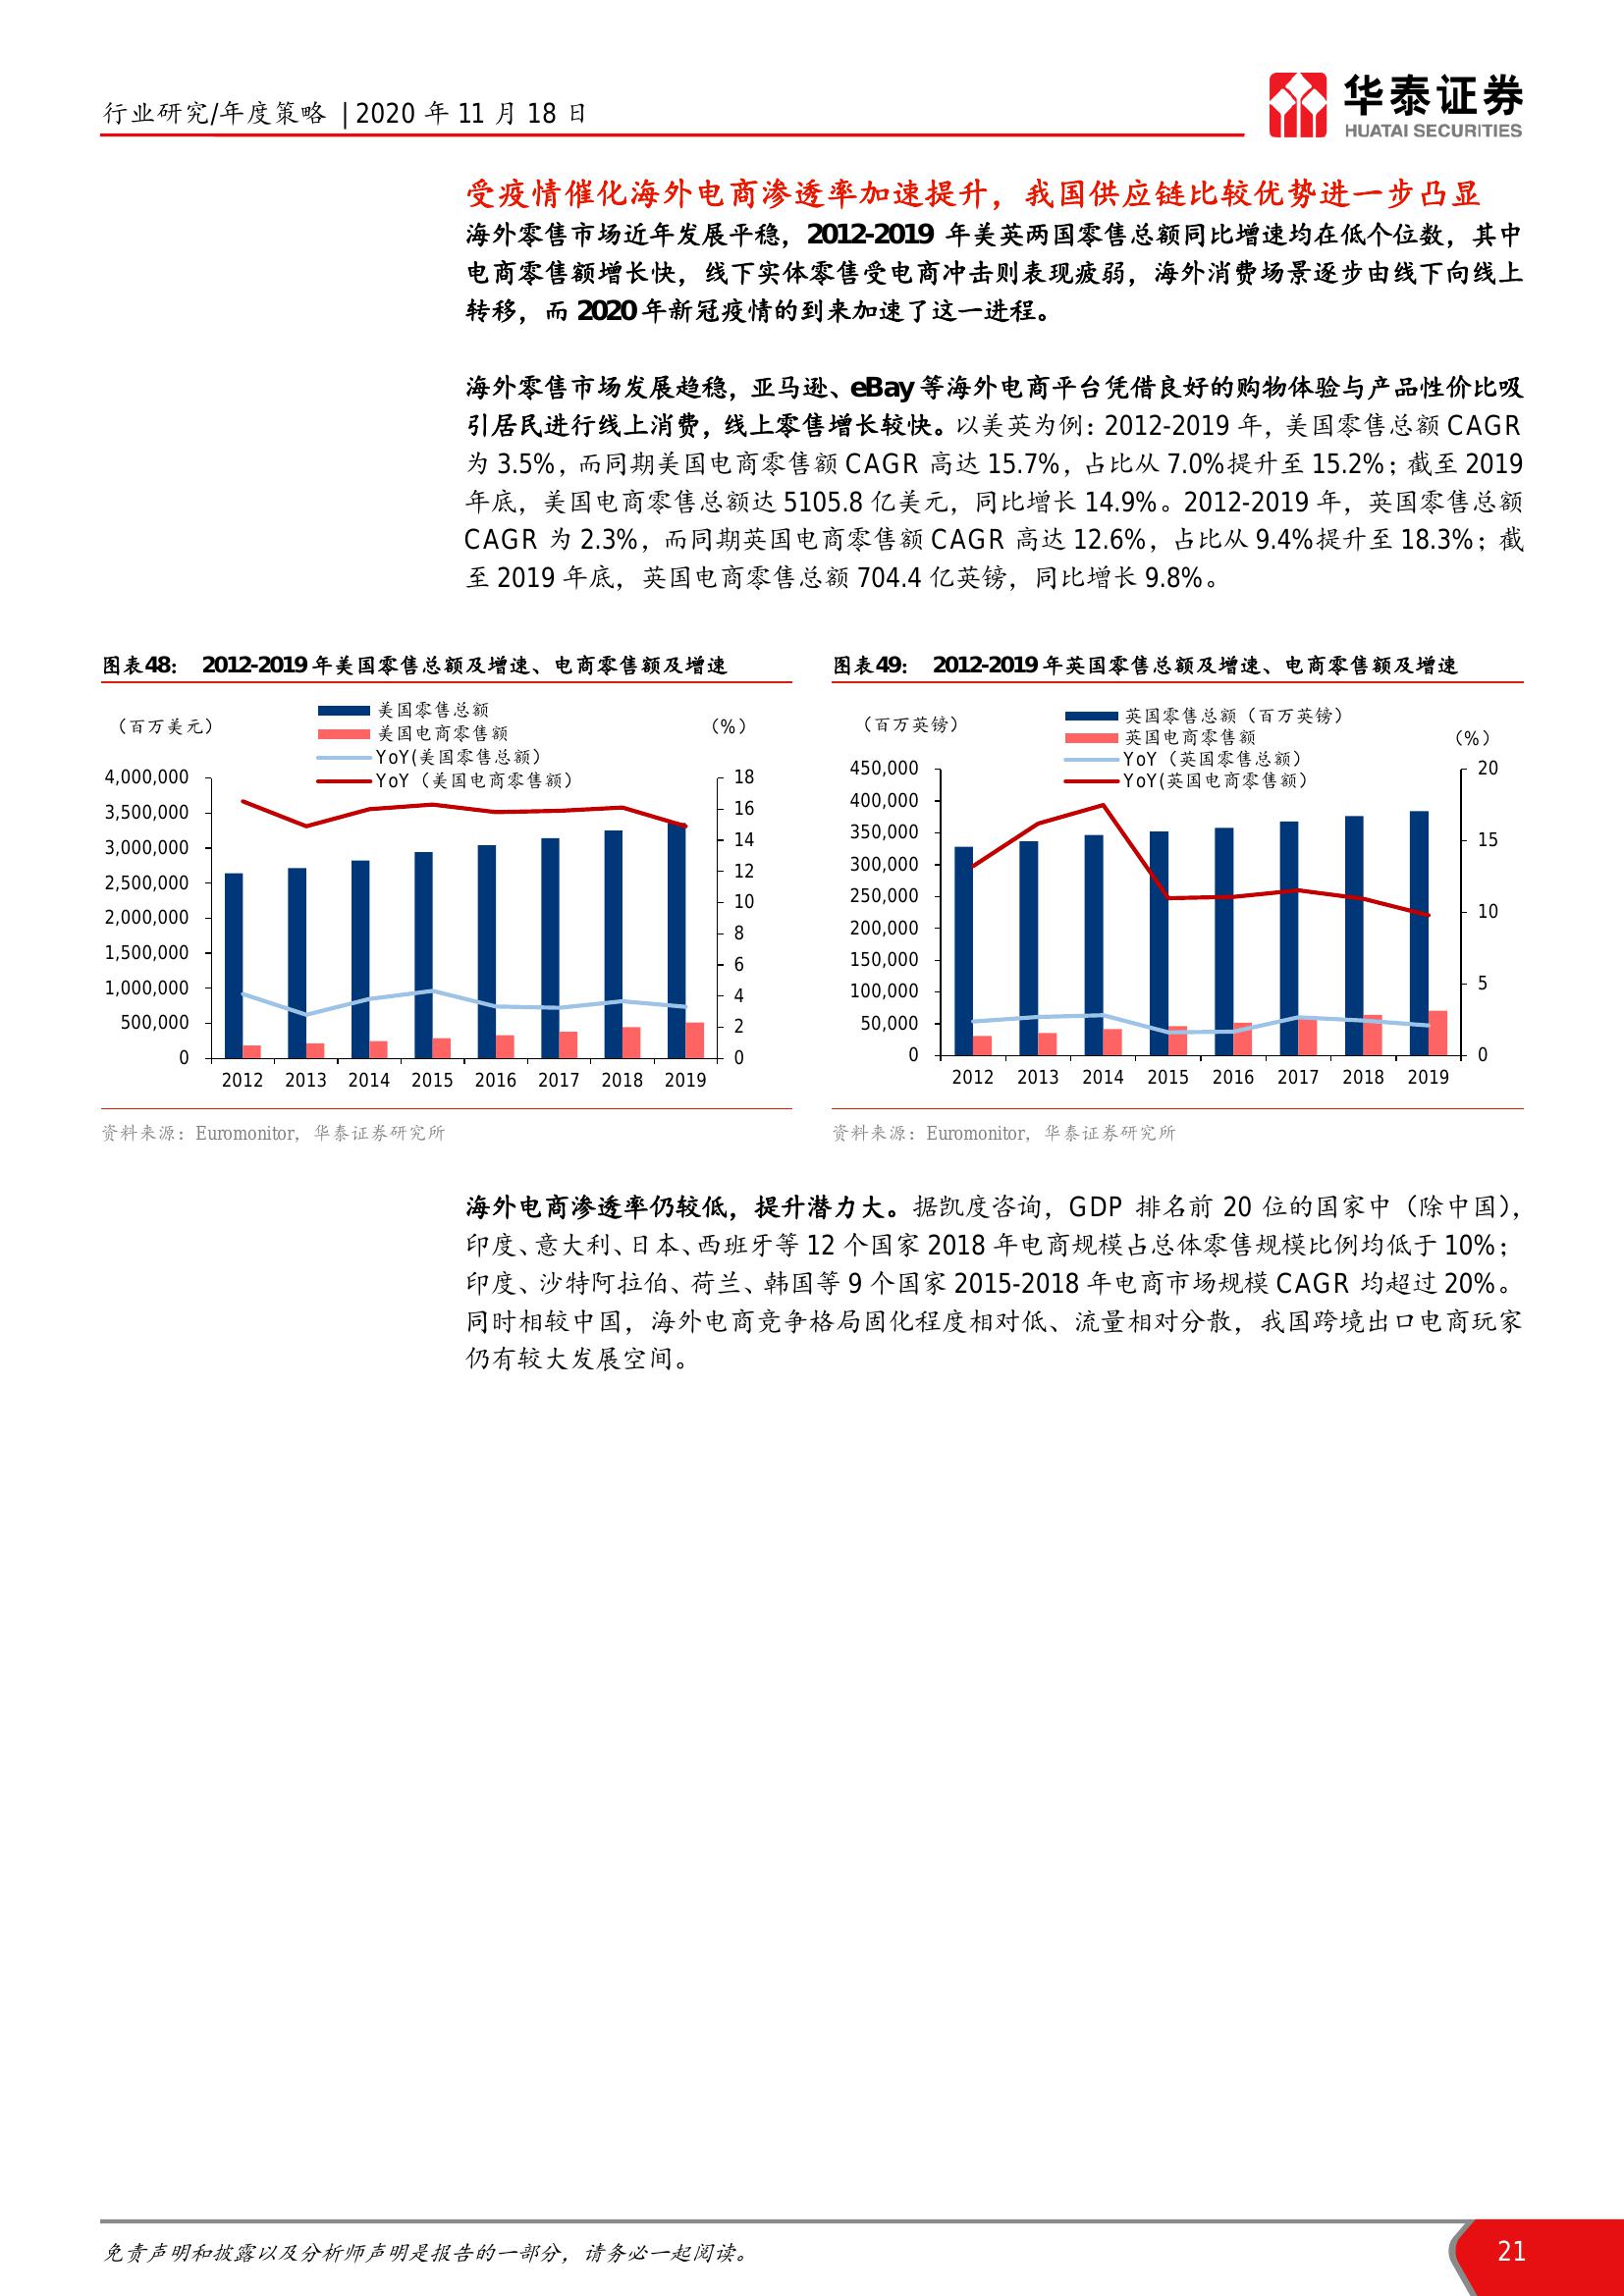 行业研究/年度策略 | 2020 年 11 月 18 日
华泰证券
HUATAI SECURITIES
受疫情催化海外电商渗透率加速提升，我国供应链比较优势进一步凸显
海外零售市场近年发展平稳，2012-2019 年美英两国零售总额同比增速均在低个位数，其中
电商零售额增长快，线下实体零售受电商冲击则表现疲弱，海外消费场景逐步由线下向线上
转移，而 2020 年新冠疫情的到来加速了这一进程。
海外零售市场发展趋稳，亚马逊、eBay 等海外电商平台凭借良好的购物体验与产品性价比吸
引居民进行线上消费，线上零售增长较快。以美英为例：2012-2019 年，美国零售总额 CAGR
为 3.5%，而同期美国电商零售额 CAGR 高达 15.7%，占比从 7.0%提升至 15.2%；截至 2019
年底，美国电商零售总额达 5105.8 亿美元，同比增长 14.9%。2012-2019 年，英国零售总额
CAGR 为 2.3%，而同期英国电商零售额 CAGR 高达 12.6%，占比从 9.4%提升至 18.3%；截
至 2019 年底，英国电商零售总额 704.4 亿英镑，同比增长 9.8%。
图表48： 2012-2019 年美国零售总额及增速、电商零售额及增速
（百万美元）
美国零售总额
美国电商零售额
YoY(美国零售总额）
YoY（美国电商零售额）
（%）
4,000,000
3,500,000
3,000,000
2,500,000
2,000,000
1,500,000
1,000,000
500,000
0
18
16
14
12
10
8
6
4
2
0
2012 2013 2014 2015 2016 2017 2018 2019
资料来源：Euromonitor，华泰证券研究所
图表49： 2012-2019 年英国零售总额及增速、电商零售额及增速
（百万英镑）
英国零售总额（百万英镑）
英国电商零售额
YoY（英国零售总额）
YoY(英国电商零售额）
（%）
450,000
400,000
350,000
300,000
250,000
200,000
150,000
100,000
50,000
0
20
15
10
5
0
2012 2013 2014 2015 2016 2017 2018 2019
资料来源：Euromonitor，华泰证券研究所
海外电商渗透率仍较低，提升潜力大。据凯度咨询，GDP 排名前 20 位的国家中（除中国），
印度、意大利、日本、西班牙等 12 个国家 2018 年电商规模占总体零售规模比例均低于 10%；
印度、沙特阿拉伯、荷兰、韩国等 9 个国家 2015-2018 年电商市场规模 CAGR 均超过 20%。
同时相较中国，海外电商竞争格局固化程度相对低、流量相对分散，我国跨境出口电商玩家
仍有较大发展空间。
免责声明和披露以及分析师声明是报告的一部分，请务必一起阅读。
21